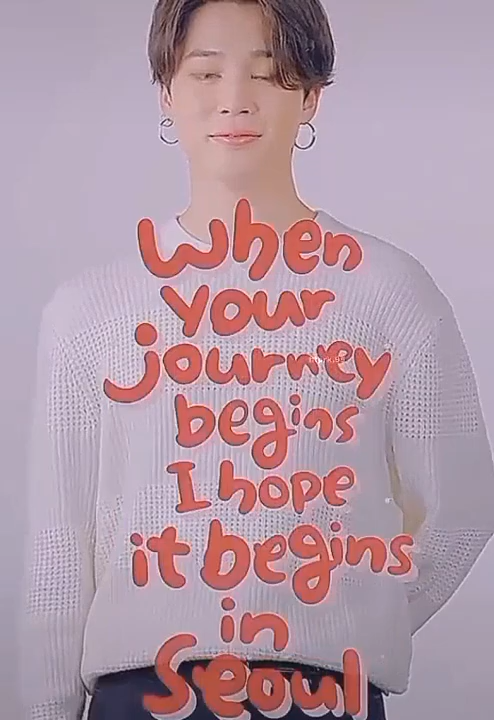 When
your
journey
begins
I hope
it begins
in
Seoul